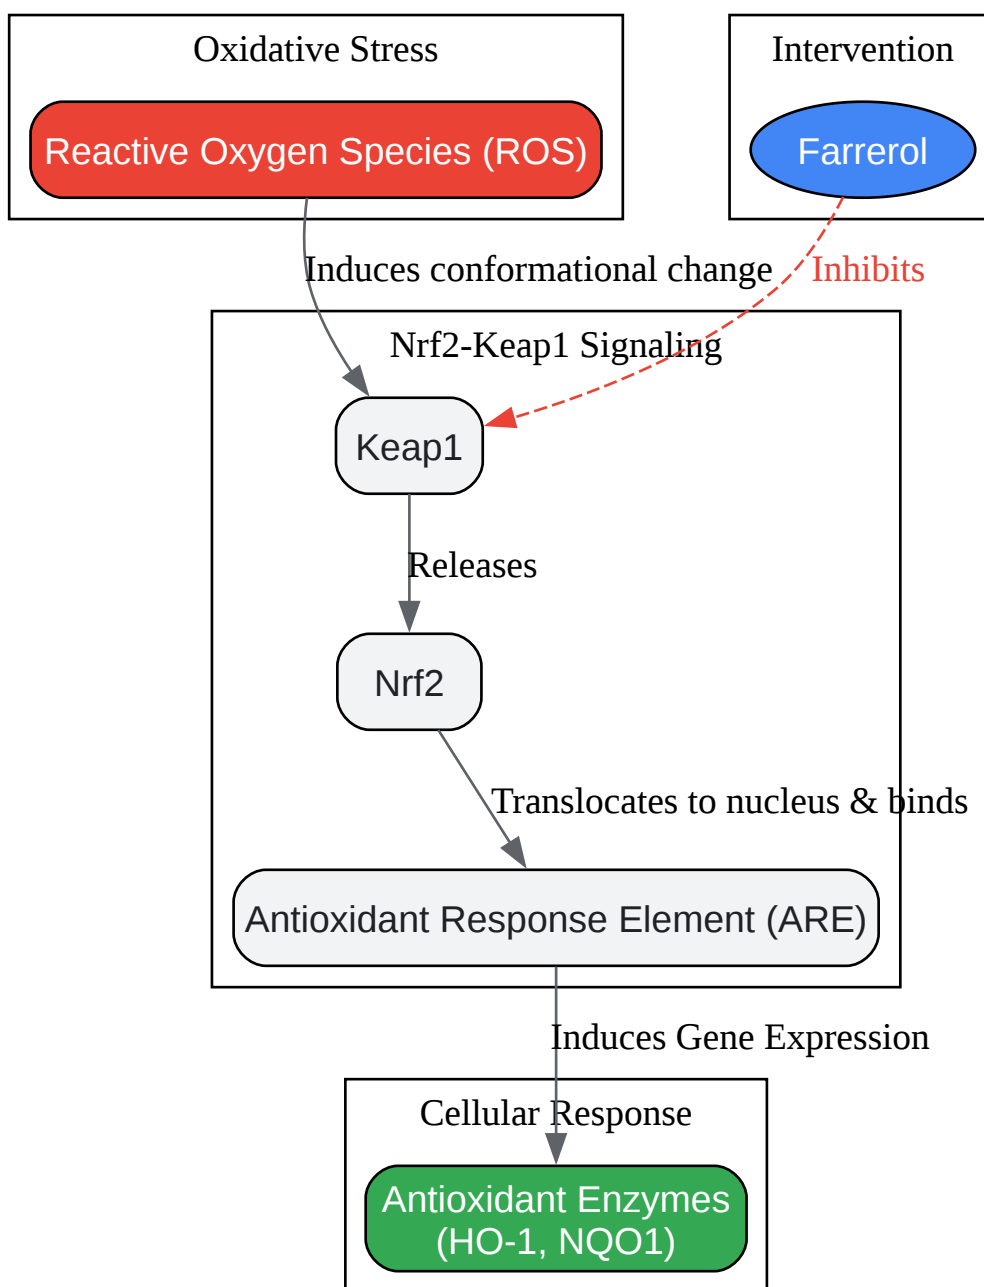 Oxidative Stress
Intervention
Reactive Oxygen Species (ROS)
Farrerol
Induces conformational change
Inhibits
Nrf2-Keap1 Signaling
Keap1
Releases
Nrf2
Translocates to nucleus & binds
Antioxidant Response Element (ARE)
Induces Gene Expression
Cellular Response
Antioxidant Enzymes
(HO-1, NQO1)